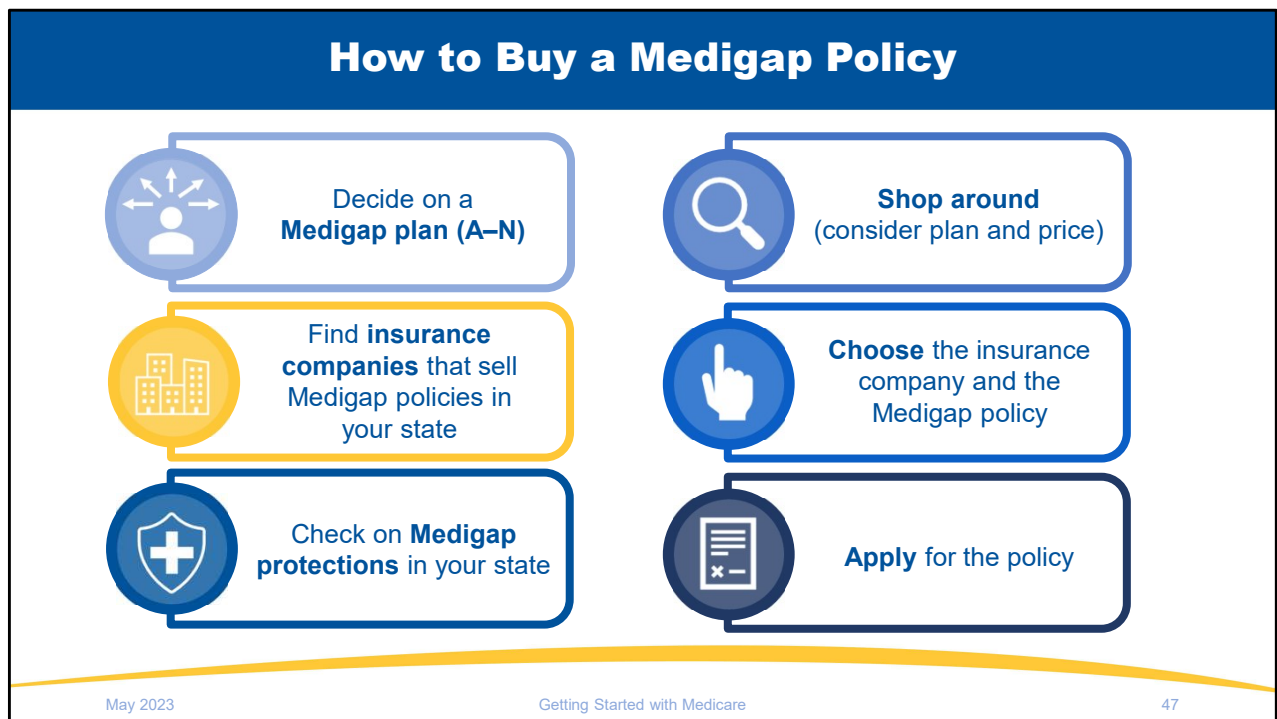 How to Buy a Medigap Policy
Decide on a
Medigap plan (A–N)
Find insurance
companies that sell
Medigap policies in
your state
Check on Medigap
protections in your state
Shop around
(consider plan and price)
Choose the insurance
company and the
Medigap policy
Apply for the policy
May 2023
Getting Started with Medicare
47